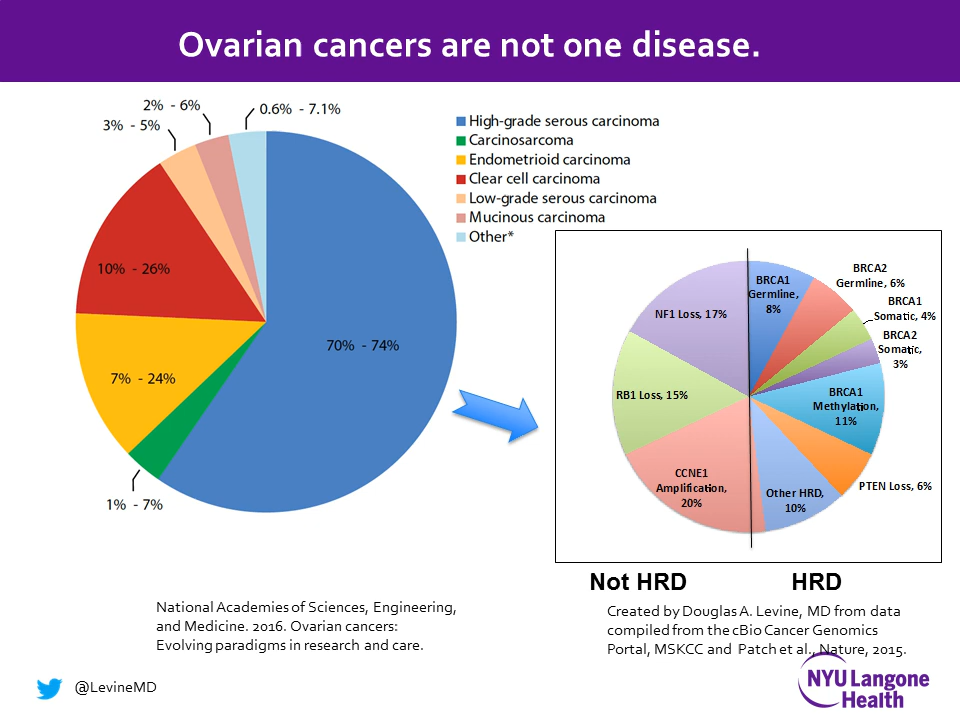 Ovarian cancers are not one disease.
2% - 6%
0.6% - 7.1%
3% - 5%
10% - 26%
7% - 24%
1% - 7%
70% - 74%
High-grade serous carcinoma
Carcinosarcoma
Endometrioid carcinoma
Clear cell carcinoma
Low-grade serous carcinoma
Mucinous carcinoma
Other*
BRCA1
Germline,
8%
BRCA2
Germline, 6%
BRCA1
Somatic, 4%
BRCA2
Somatic,
3%
BRCA1
Methylation,
11%
PTEN Loss, 6%
Other HRD,
10%
CCNE1
Amplification,
20%
RB1 Loss, 15%
NF1 Loss, 17%
Not HRD
HRD
National Academies of Sciences, Engineering,
and Medicine. 2016. Ovarian cancers:
Evolving paradigms in research and care.
Created by Douglas A. Levine, MD from data
compiled from the cBio Cancer Genomics
Portal, MSKCC and Patch et al., Nature, 2015.
@LevineMD
NYU Langone
Health